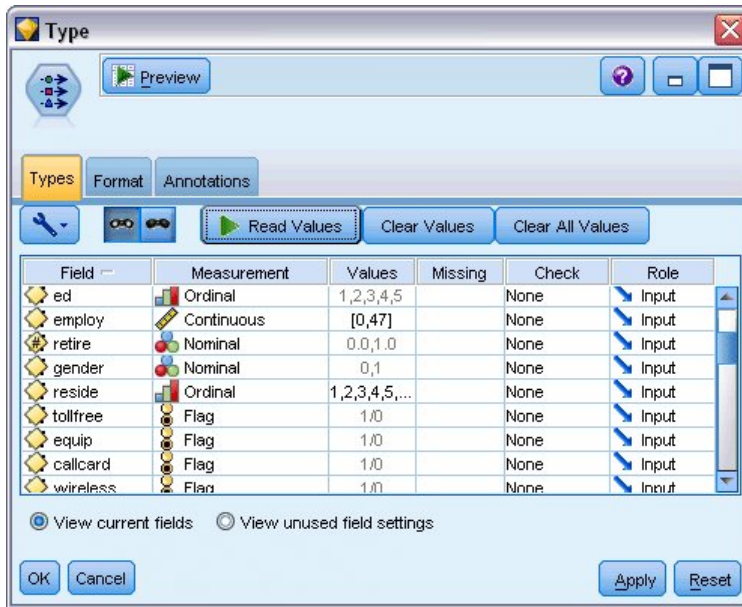 Type
Preview
Types Format Annotations
Read Values Clear Values Clear All Values
Field Measurement Values Missing Check Role
ed Ordinal 1,2,3,4,5 None Input
employ Continuous [0,47] None Input
retire Nominal 0.0,1.0 None Input
gender Nominal 0,1 None Input
reside Ordinal 1,2,3,4,5,... None Input
tollfree Flag 1/0 None Input
equip Flag 1/0 None Input
callcard Flag 1/0 None Input
wireless Flag 1/0 None Input
View current fields View unused field settings
OK Cancel Apply Reset